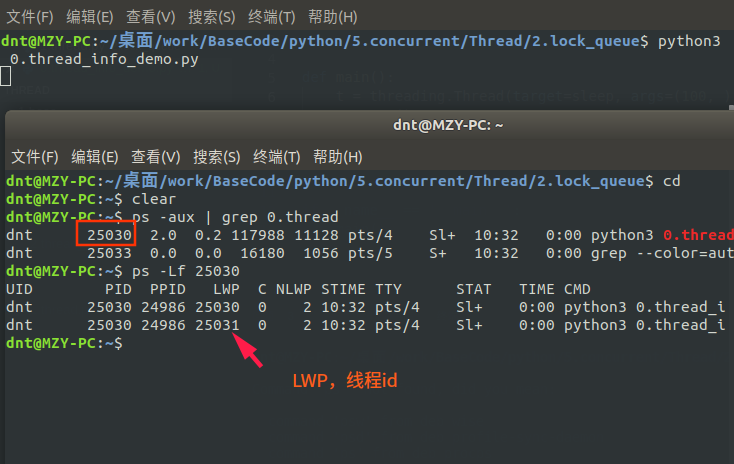 文件(F) 编辑(E) 查看(V) 搜索(S) 终端(T) 帮助(H)
dnt@MZY-PC:~/桌面/work/BaseCode/python/5.concurrent/Thread/2.lock_queue$ python3
0.thread_info_demo.py
dnt@MZY-PC: ~
文件(F) 编辑(E) 查看(V) 搜索(S) 终端(T) 帮助(H)
dnt@MZY-PC:~/桌面/work/BaseCode/python/5.concurrent/Thread/2.lock_queue$ cd
dnt@MZY-PC:~$ clear
dnt@MZY-PC:~$ ps -aux | grep 0.thread
dnt 25030 2.0 0.2 117988 11128 pts/4 Sl+ 10:32 0:00 python3 0.thread
dnt 25033 0.0 0.0 16180 1056 pts/5 S+ 10:32 0:00 grep --color=aut
dnt@MZY-PC:~$ ps -Lf 25030
UID PID PPID LWP C NLWP STIME TTY STAT TIME CMD
dnt 25030 24986 25030 0 2 10:32 pts/4 Sl+ 0:00 python3 0.thread_i
dnt 25030 24986 25031 0 2 10:32 pts/4 Sl+ 0:00 python3 0.thread_i
dnt@MZY-PC:~$
LWP，线程id